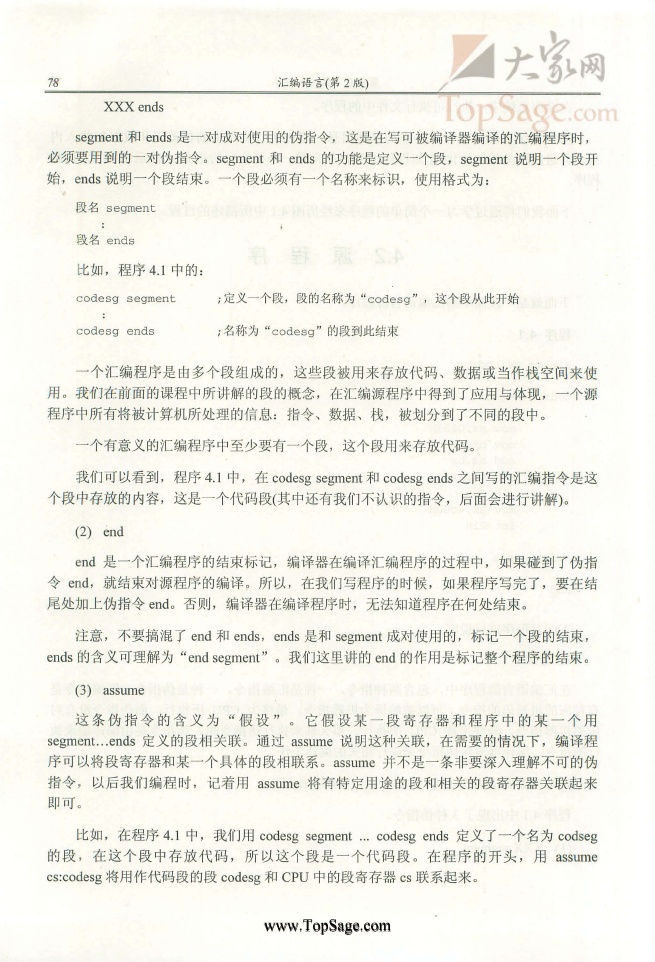 大家网
TopSage.com
78
汇编语言(第 2 版)
XXX ends
segment 和 ends 是一对成对使用的伪指令，这是在写可被编译器编译的汇编程序时，
必须要用到的一对伪指令。segment 和 ends 的功能是定义一个段，segment 说明一个段开
始，ends 说明一个段结束。一个段必须有一个名称来标识，使用格式为：
段名 segment
:
段名 ends
比如，程序 4.1 中的：
codesg segment ;定义一个段，段的名称为“codesg”，这个段从此开始
:
codesg ends ;名称为“codesg”的段到此结束
一个汇编程序是由多个段组成的，这些段被用来存放代码、数据或当作栈空间来使
用。我们在前面的课程中所讲解的段的概念，在汇编源程序中得到了应用与体现，一个源
程序中所有将被计算机所处理的信息：指令、数据、栈，被划分到了不同的段中。
一个有意义的汇编程序中至少要有一个段，这个段用来存放代码。
我们可以看到，程序 4.1 中，在 codesg segment 和 codesg ends 之间写的汇编指令是这
个段中存放的内容，这是一个代码段(其中还有我们不认识的指令，后面会进行讲解)。
(2) end
end 是一个汇编程序的结束标记，编译器在编译汇编程序的过程中，如果碰到了伪指
令 end，就结束对源程序的编译。所以，在我们写程序的时候，如果程序写完了，要在结
尾处加上伪指令 end。否则，编译器在编译程序时，无法知道程序在何处结束。
注意，不要搞混了 end 和 ends，ends 是和 segment 成对使用的，标记一个段的结束，
ends 的含义可理解为“end segment”。我们这里讲的 end 的作用是标记整个程序的结束。
(3) assume
这条伪指令的含义为“假设”。它假设某一段寄存器和程序中的某一个用
segment…ends 定义的段相关联。通过 assume 说明这种关联，在需要的情况下，编译程
序可以将段寄存器和某一个具体的段相联系。assume 并不是一条非要深入理解不可的伪
指令，以后我们编程时，记着用 assume 将有特定用途的段和相关的段寄存器关联起来
即可。
比如，在程序 4.1 中，我们用 codesg segment ... codesg ends 定义了一个名为 codseg
的段，在这个段中存放代码，所以这个段是一个代码段。在程序的开头，用 assume
cs:codesg 将用作代码段的段 codesg 和 CPU 中的段寄存器 cs 联系起来。
www.TopSage.com